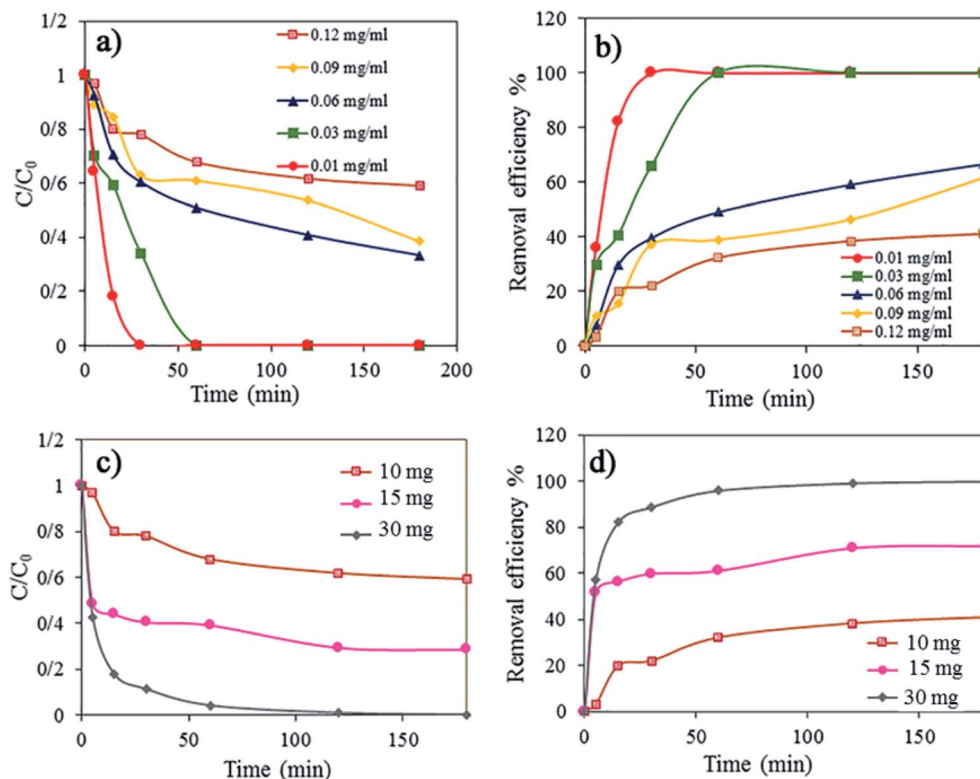 a)
1/2
1
0/8
0/6
0/4
0/2
0
C/C0
0
50
100
150
200
Time (min)
0.12 mg/ml
0.09 mg/ml
0.06 mg/ml
0.03 mg/ml
0.01 mg/ml
b)
120
100
80
60
40
20
0
Removal efficiency %
0
50
100
150
Time (min)
0.01 mg/ml
0.03 mg/ml
0.06 mg/ml
0.09 mg/ml
0.12 mg/ml
c)
1/2
1
0/8
0/6
0/4
0/2
0
C/C0
0
50
100
150
Time (min)
10 mg
15 mg
30 mg
d)
120
100
80
60
40
20
0
Removal efficiency %
0
50
100
150
Time (min)
10 mg
15 mg
30 mg